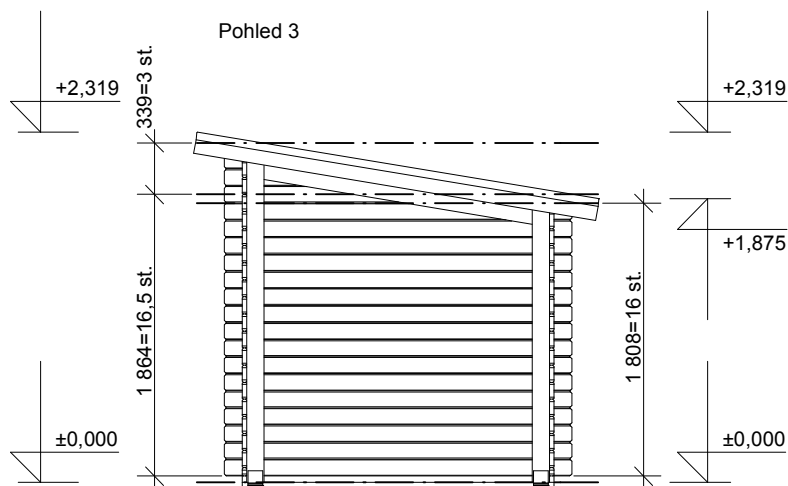 Pohled 3
+2,319
339=3 st.
+2,319
+1,875
1 864=16,5 st.
1 808=16 st.
±0,000
±0,000